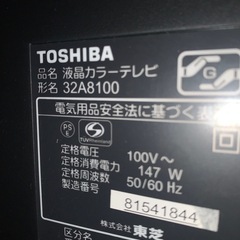 TOSHIBA
品名 液晶カラーテレビ
形名 32A8100
G
電気用品安全法に基づく表
PS
E
定格電圧 100V～
定格消費電力 147 W
定格周波数 50/60 Hz
製造番号 81541844
株式会社 東芝
区分名